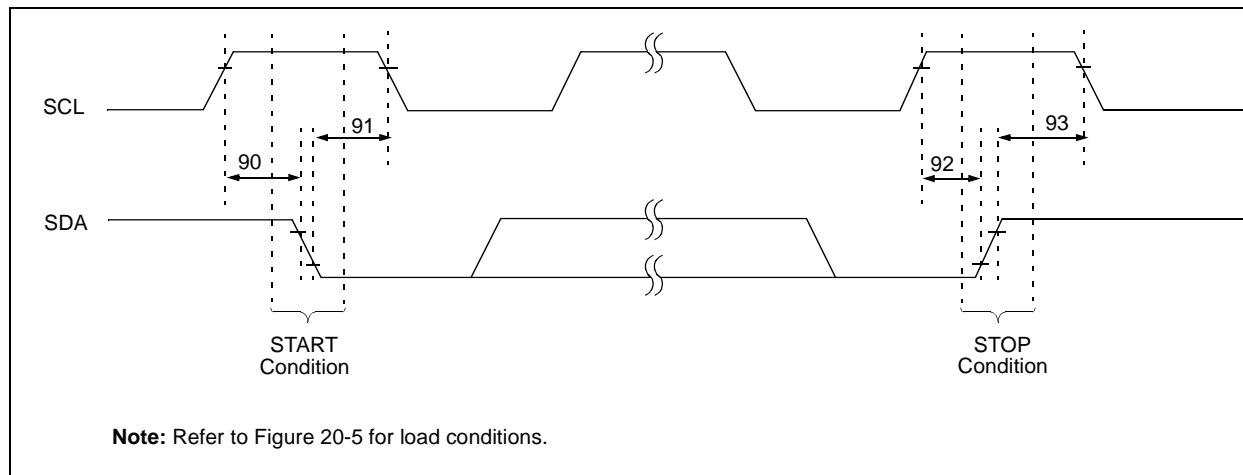 SCL
91
93
90
92
SDA
START
Condition
STOP
Condition
Note: Refer to Figure 20-5 for load conditions.